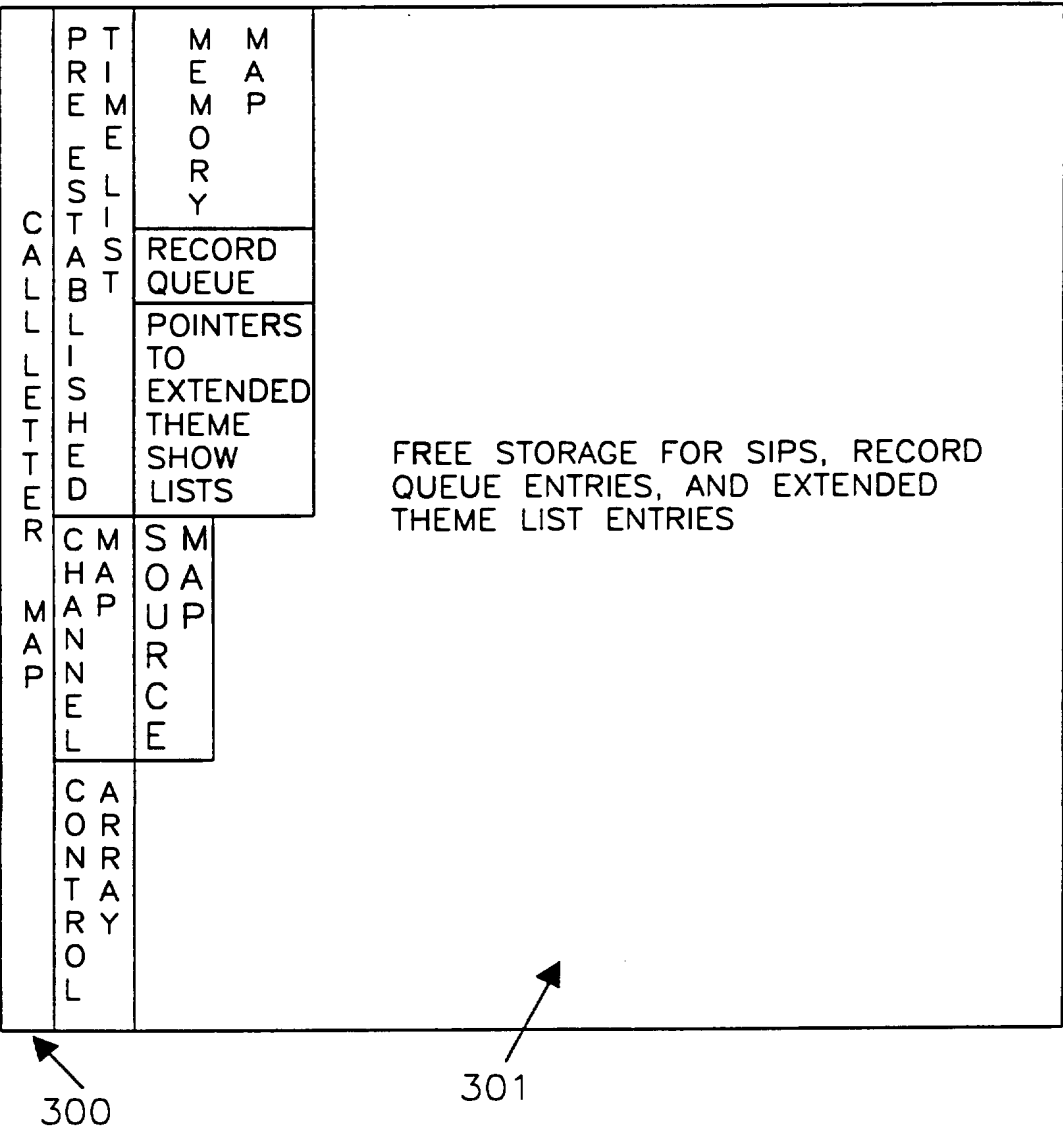 CALL LETTER MAP
PRE ESTABLISHED
TIME LIST
MEMORY
MAP
RECORD
QUEUE
POINTERS
TO
EXTENDED
THEME
SHOW
LISTS
CHANNEL
MAP
SOURCE
MAP
CONTROL
ARRAY
FREE STORAGE FOR SIPS, RECORD
QUEUE ENTRIES, AND EXTENDED
THEME LIST ENTRIES
300
301